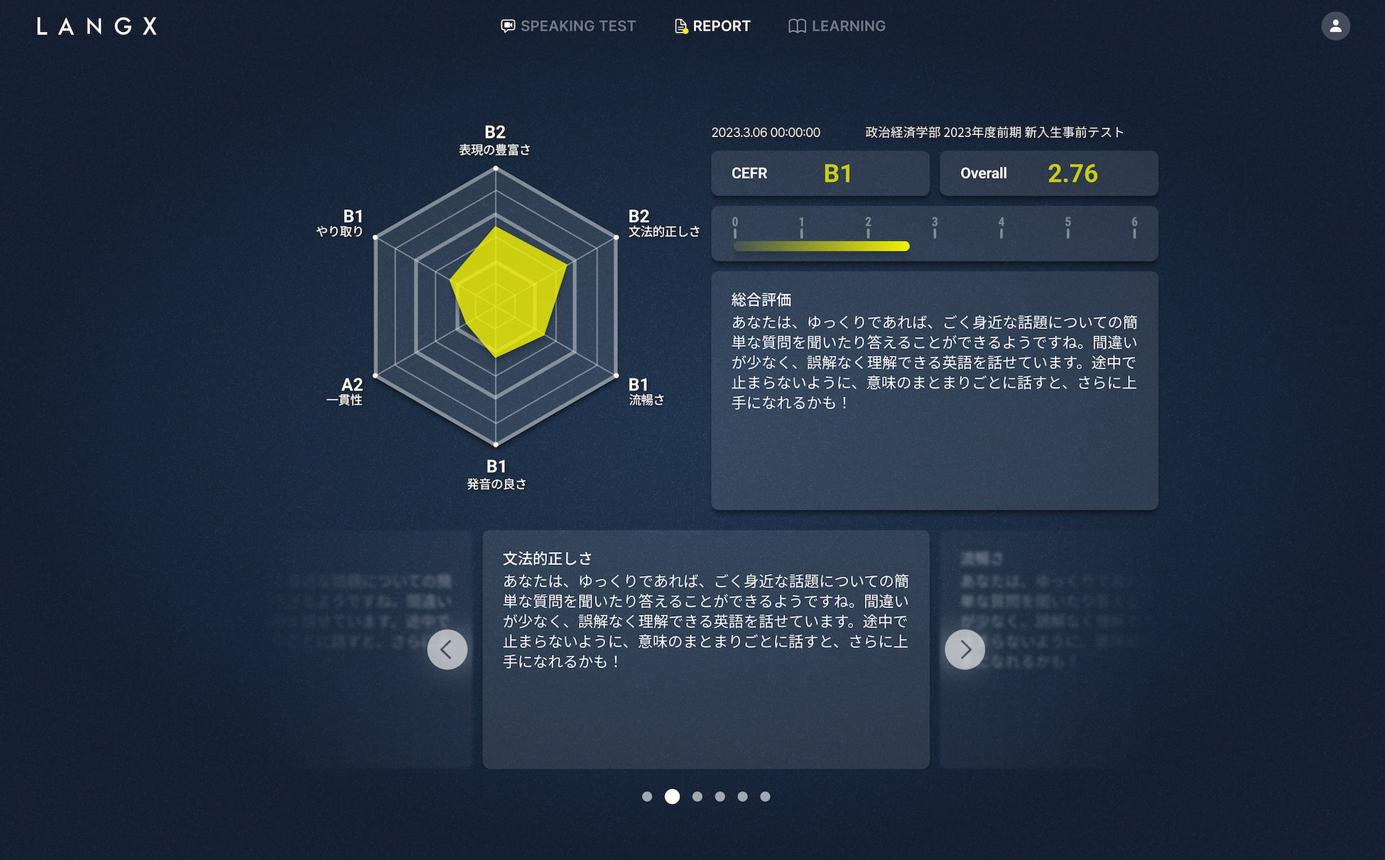 LANGX
SPEAKING TEST
REPORT
LEARNING
B2
表現の豊富さ
B2
文法的正しさ
B1
流暢さ
B1
発音の良さ
A2
一貫性
B1
やり取り
2023.3.06 00:00:00
政治経済学部 2023年度前期 新入生事前テスト
CEFR B1
Overall 2.76
0 1 2 3 4 5 6
総合評価
あなたは、ゆっくりであれば、ごく身近な話題についての簡
単な質問を聞いたり答えることができるようですね。間違い
が少なく、誤解なく理解できる英語を話せています。途中で
止まらないように、意味のまとまりごとに話すと、さらに上
手になれるかも！
文法的正しさ
あなたは、ゆっくりであれば、ごく身近な話題についての簡
単な質問を聞いたり答えることができるようですね。間違い
が少なく、誤解なく理解できる英語を話せています。途中で
止まらないように、意味のまとまりごとに話すと、さらに上
手になれるかも！
流暢さ